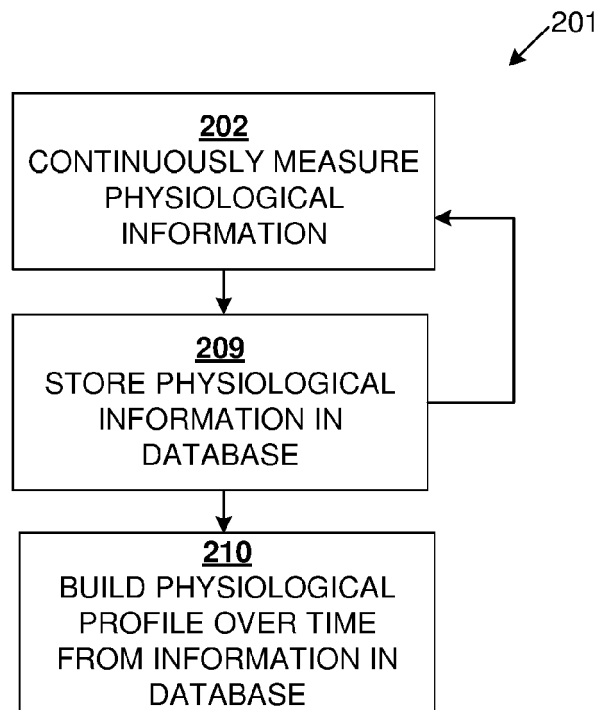 201
202
CONTINUOUSLY MEASURE
PHYSIOLOGICAL
INFORMATION
209
STORE PHYSIOLOGICAL
INFORMATION IN
DATABASE
210
BUILD PHYSIOLOGICAL
PROFILE OVER TIME
FROM INFORMATION IN
DATABASE